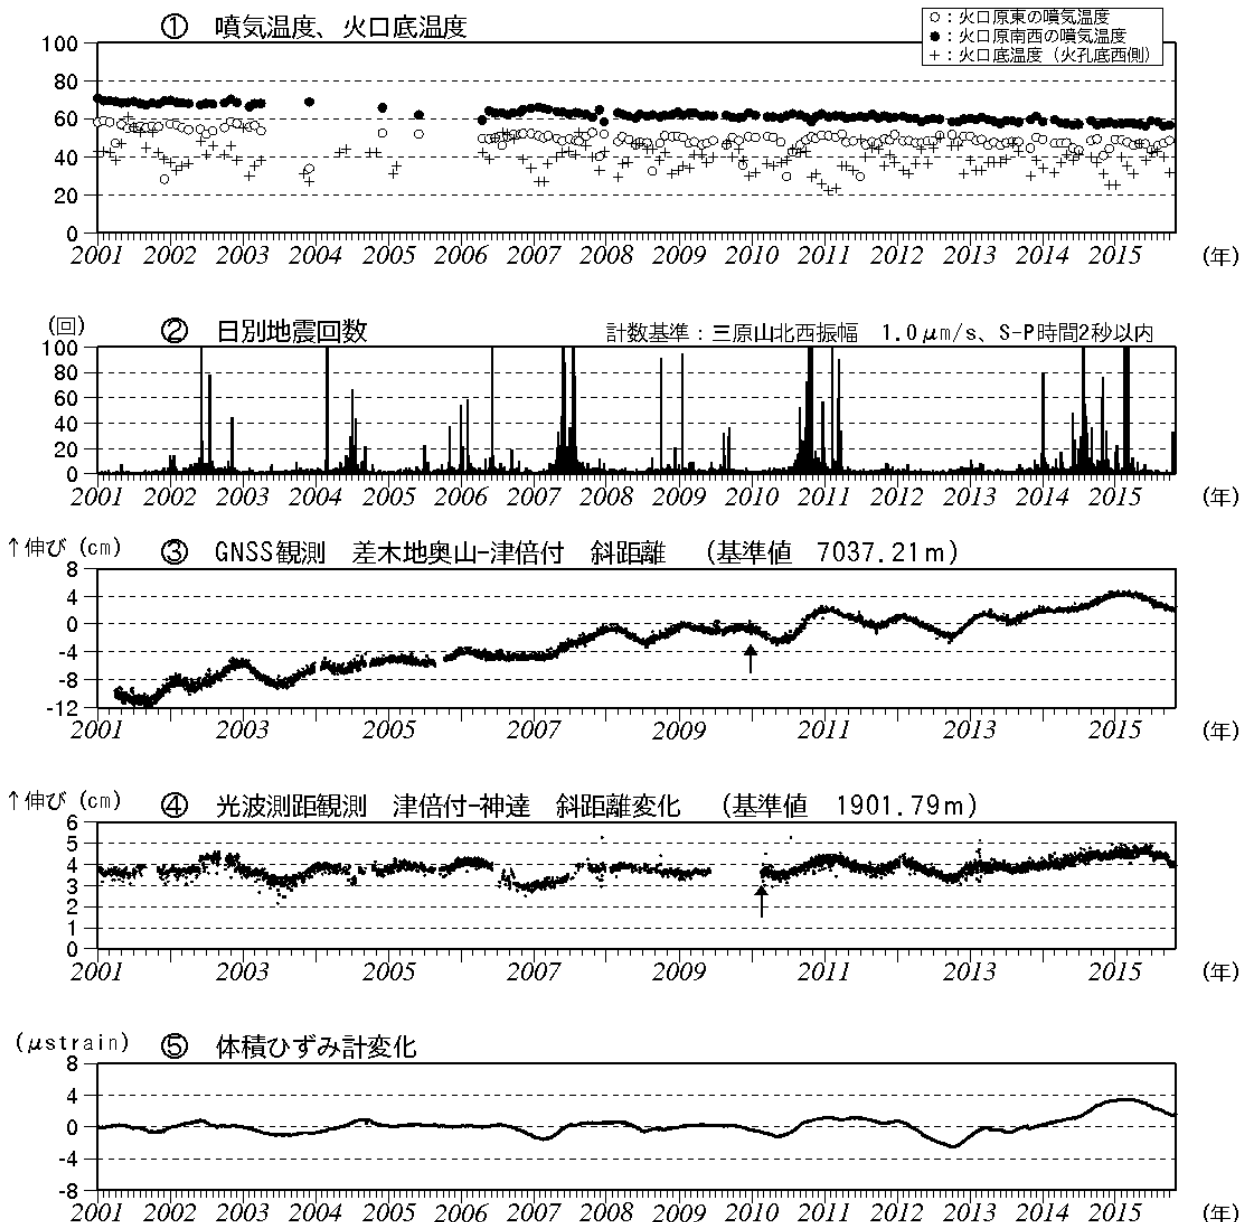 ① 噴気温度、火口底温度
○：火口原東の噴気温度
●：火口原南西の噴気温度
+：火口底温度（火孔底西側）
100
80
60
40
20
0
2001 2002 2003 2004 2005 2006 2007 2008 2009 2010 2011 2012 2013 2014 2015 (年)
(回) ② 日別地震回数 計数基準：三原山北西振幅 1.0μm/s、S-P時間2秒以内
100
80
60
40
20
0
2001 2002 2003 2004 2005 2006 2007 2008 2009 2010 2011 2012 2013 2014 2015 (年)
↑伸び (cm) ③ GNSS観測 差木地奥山-津倍付 斜距離 (基準値 7037.21m)
8
4
0
-4
-8
-12
2001 2003 2005 2007 2009 2011 2013 2015 (年)
↑伸び (cm) ④ 光波測距観測 津倍付-神達 斜距離変化 (基準値 1901.79m)
6
5
4
3
2
1
0
2001 2003 2005 2007 2009 2011 2013 2015 (年)
(μstrain) ⑤ 体積ひずみ計変化
8
4
0
-4
-8
2001 2002 2003 2004 2005 2006 2007 2008 2009 2010 2011 2012 2013 2014 2015 (年)